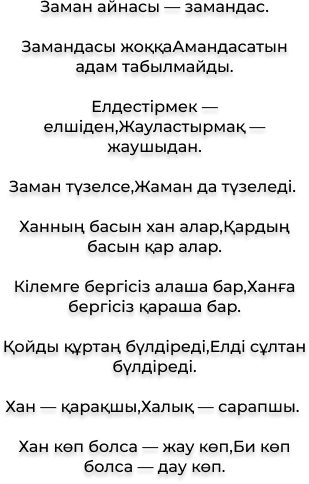 Заман айнасы — замандас.
Замандасы жоққаАмандасатын
адам табылмайды.
Елдестірмек —
елшіден,Жауластырмақ —
жаушыдан.
Заман түзелсе,Жаман да түзеледі.
Ханның басын хан алар,Қардың
басын қар алар.
Кілемге бергісіз алаша бар,Ханға
бергісіз қараша бар.
Қойды құртаң бүлдіреді,Елді сұлтан
бүлдіреді.
Хан — қарақшы,Халық — сарапшы.
Хан көп болса — жау көп,Би көп
болса — дау көп.